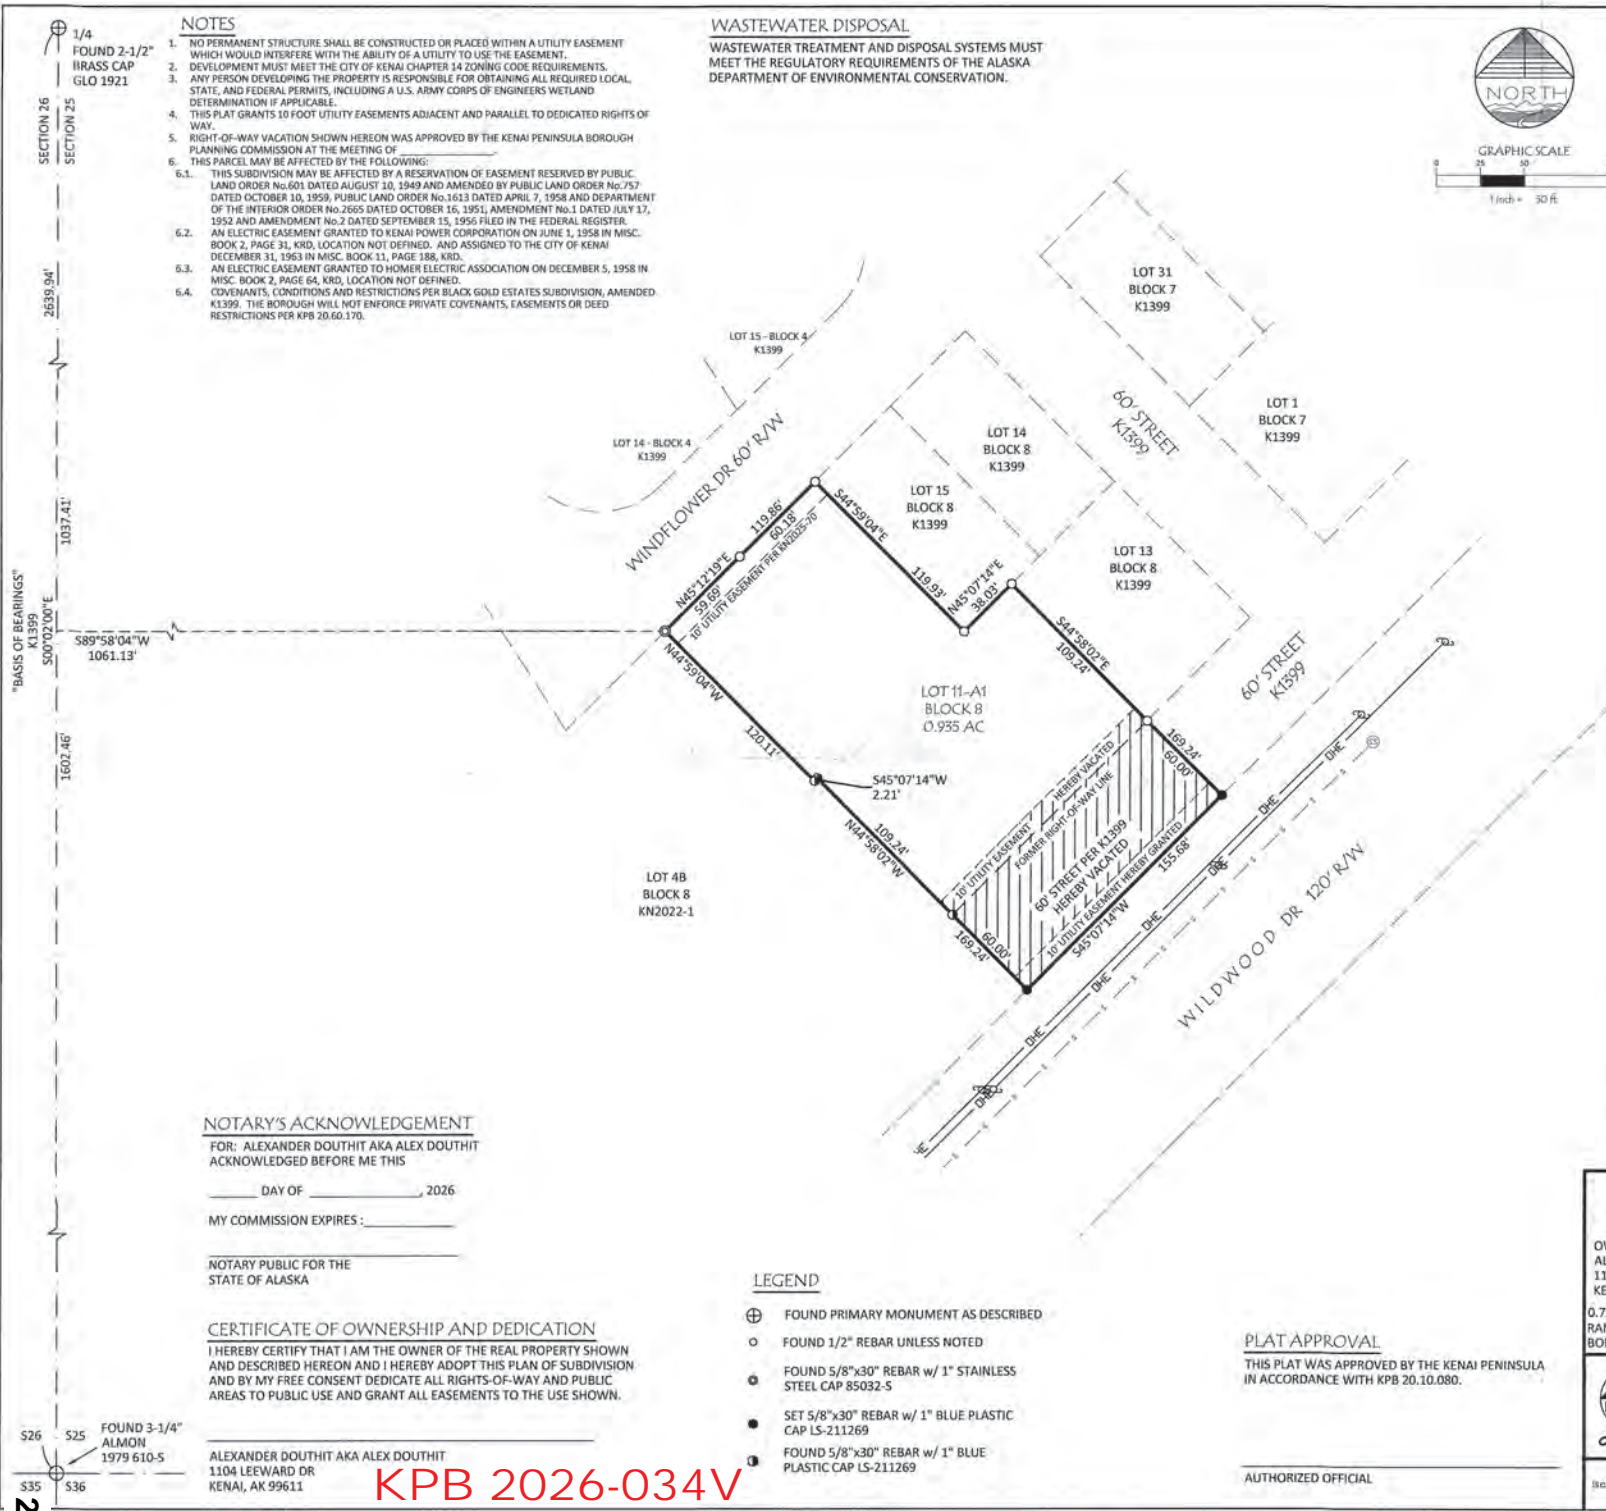 1/4
FOUND 2-1/2"
BRASS CAP
GLO 1921
SECTION 26
SECTION 25
2639.94'
1037.41'
"BASIS OF BEARINGS"
K1399
S00°02'00"E
S89°58'04"W
1061.13'
1602.46'
NOTES
1. NO PERMANENT STRUCTURE SHALL BE CONSTRUCTED OR PLACED WITHIN A UTILITY EASEMENT
WHICH WOULD INTERFERE WITH THE ABILITY OF A UTILITY TO USE THE EASEMENT.
2. DEVELOPMENT MUST MEET THE CITY OF KENAI CHAPTER 14 ZONING CODE REQUIREMENTS.
3. ANY PERSON DEVELOPING THE PROPERTY IS RESPONSIBLE FOR OBTAINING ALL REQUIRED LOCAL,
STATE, AND FEDERAL PERMITS, INCLUDING A U.S. ARMY CORPS OF ENGINEERS WETLAND
DETERMINATION IF APPLICABLE.
4. THIS PLAT GRANTS 10 FOOT UTILITY EASEMENTS ADJACENT AND PARALLEL TO DEDICATED RIGHTS OF
WAY.
5. RIGHT-OF-WAY VACATION SHOWN HEREON WAS APPROVED BY THE KENAI PENINSULA BOROUGH
PLANNING COMMISSION AT THE MEETING OF
6. THIS PARCEL MAY BE AFFECTED BY THE FOLLOWING:
6.1. THIS SUBDIVISION MAY BE AFFECTED BY A RESERVATION OF EASEMENT RESERVED BY PUBLIC
LAND ORDER No.601 DATED AUGUST 10, 1949 AND AMENDED BY PUBLIC LAND ORDER No.757
DATED OCTOBER 10, 1959, PUBLIC LAND ORDER No.1613 DATED APRIL 7, 1958 AND DEPARTMENT
OF THE INTERIOR ORDER No.2665 DATED OCTOBER 16, 1951, AMENDMENT No.1 DATED JULY 17,
1952 AND AMENDMENT No.2 DATED SEPTEMBER 15, 1956 FILED IN THE FEDERAL REGISTER.
6.2. AN ELECTRIC EASEMENT GRANTED TO KENAI POWER CORPORATION ON JUNE 1, 1958 IN MISC.
BOOK 2, PAGE 31, KRD, LOCATION NOT DEFINED. AND ASSIGNED TO THE CITY OF KENAI
DECEMBER 31, 1963 IN MISC. BOOK 11, PAGE 188, KRD.
6.3. AN ELECTRIC EASEMENT GRANTED TO HOMER ELECTRIC ASSOCIATION ON DECEMBER 5, 1958 IN
MISC. BOOK 2, PAGE 64, KRD, LOCATION NOT DEFINED.
6.4. COVENANTS, CONDITIONS AND RESTRICTIONS PER BLACK GOLD ESTATES SUBDIVISION, AMENDED
K1399. THE BOROUGH WILL NOT ENFORCE PRIVATE COVENANTS, EASEMENTS OR DEED
RESTRICTIONS PER KPB 20.60.170.
WASTEWATER DISPOSAL
WASTEWATER TREATMENT AND DISPOSAL SYSTEMS MUST
MEET THE REGULATORY REQUIREMENTS OF THE ALASKA
DEPARTMENT OF ENVIRONMENTAL CONSERVATION.
NORTH
GRAPHIC SCALE
0 25 50
1 inch = 50 ft.
LOT 31
BLOCK 7
K1399
LOT 1
BLOCK 7
K1399
60' STREET
K1399
LOT 15 - BLOCK 4
K1399
LOT 14 - BLOCK 4
K1399
WINDFLOWER DR 60' R/W
LOT 14
BLOCK 8
K1399
LOT 15
BLOCK 8
K1399
LOT 13
BLOCK 8
K1399
60' STREET
K1399
119.86'
60.18'
N45°12'19"E
59.69'
10' UTILITY EASEMENT PER KN2025-70
S44°59'04"E
119.93'
N45°07'14"E
38.03'
S44°58'02"E
109.24'
N44°59'04"W
120.11'
LOT 11-A1
BLOCK 8
0.935 AC
S45°07'14"W
2.21'
109.24'
N44°58'02"W
169.24'
60.00'
10' UTILITY EASEMENT
HEREBY VACATED
FORMER RIGHT-OF-WAY LINE
60' STREET PER K1399
HEREBY VACATED
10' UTILITY EASEMENT HEREBY GRANTED
155.68'
S45°07'14"W
60.00'
169.24'
LOT 4B
BLOCK 8
KN2022-1
OHE
OHE
OHE
OHE
OHE
OHE
OHE
WILDWOOD DR 120' R/W
NOTARY'S ACKNOWLEDGEMENT
FOR: ALEXANDER DOUTHIT AKA ALEX DOUTHIT
ACKNOWLEDGED BEFORE ME THIS
DAY OF , 2026
MY COMMISSION EXPIRES :
NOTARY PUBLIC FOR THE
STATE OF ALASKA
CERTIFICATE OF OWNERSHIP AND DEDICATION
I HEREBY CERTIFY THAT I AM THE OWNER OF THE REAL PROPERTY SHOWN
AND DESCRIBED HEREON AND I HEREBY ADOPT THIS PLAN OF SUBDIVISION
AND BY MY FREE CONSENT DEDICATE ALL RIGHTS-OF-WAY AND PUBLIC
AREAS TO PUBLIC USE AND GRANT ALL EASEMENTS TO THE USE SHOWN.
ALEXANDER DOUTHIT AKA ALEX DOUTHIT
1104 LEEWARD DR
KENAI, AK 99611
KPB 2026-034V
S26 S25
S35 S36
FOUND 3-1/4"
ALMON
1979 610-S
2
LEGEND
FOUND PRIMARY MONUMENT AS DESCRIBED
FOUND 1/2" REBAR UNLESS NOTED
FOUND 5/8"x30" REBAR w/ 1" STAINLESS
STEEL CAP 85032-S
SET 5/8"x30" REBAR w/ 1" BLUE PLASTIC
CAP LS-211269
FOUND 5/8"x30" REBAR w/ 1" BLUE
PLASTIC CAP LS-211269
PLAT APPROVAL
THIS PLAT WAS APPROVED BY THE KENAI PENINSULA
IN ACCORDANCE WITH KPB 20.10.080.
AUTHORIZED OFFICIAL